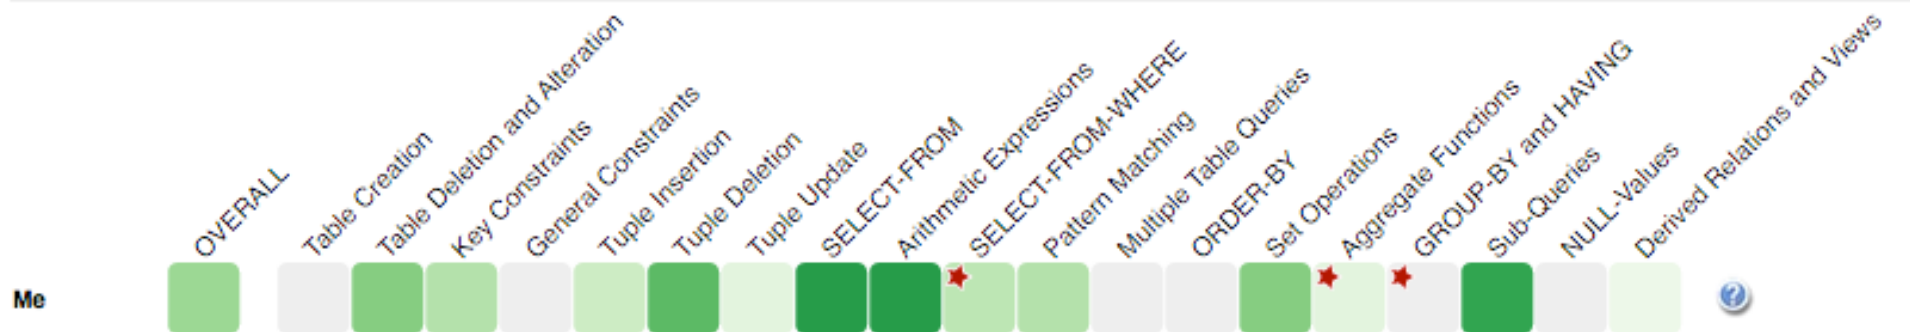 OVERALL
Table Creation
Table Deletion and Alteration
Key Constraints
General Constraints
Tuple Insertion
Tuple Deletion
Tuple Update
SELECT-FROM
Arithmetic Expressions
SELECT-FROM-WHERE
Pattern Matching
Multiple Table Queries
ORDER-BY
Set Operations
Aggregate Functions
GROUP-BY and HAVING
Sub-Queries
NULL-Values
Derived Relations and Views
Me
?